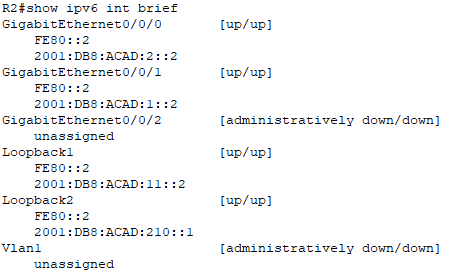 R2#show ipv6 int brief
GigabitEthernet0/0/0 [up/up]
FE80::2
2001:DB8:ACAD:2::2
GigabitEthernet0/0/1 [up/up]
FE80::2
2001:DB8:ACAD:1::2
GigabitEthernet0/0/2 [administratively down/down]
unassigned
Loopback1 [up/up]
FE80::2
2001:DB8:ACAD:11::2
Loopback2 [up/up]
FE80::2
2001:DB8:ACAD:210::1
Vlan1 [administratively down/down]
unassigned